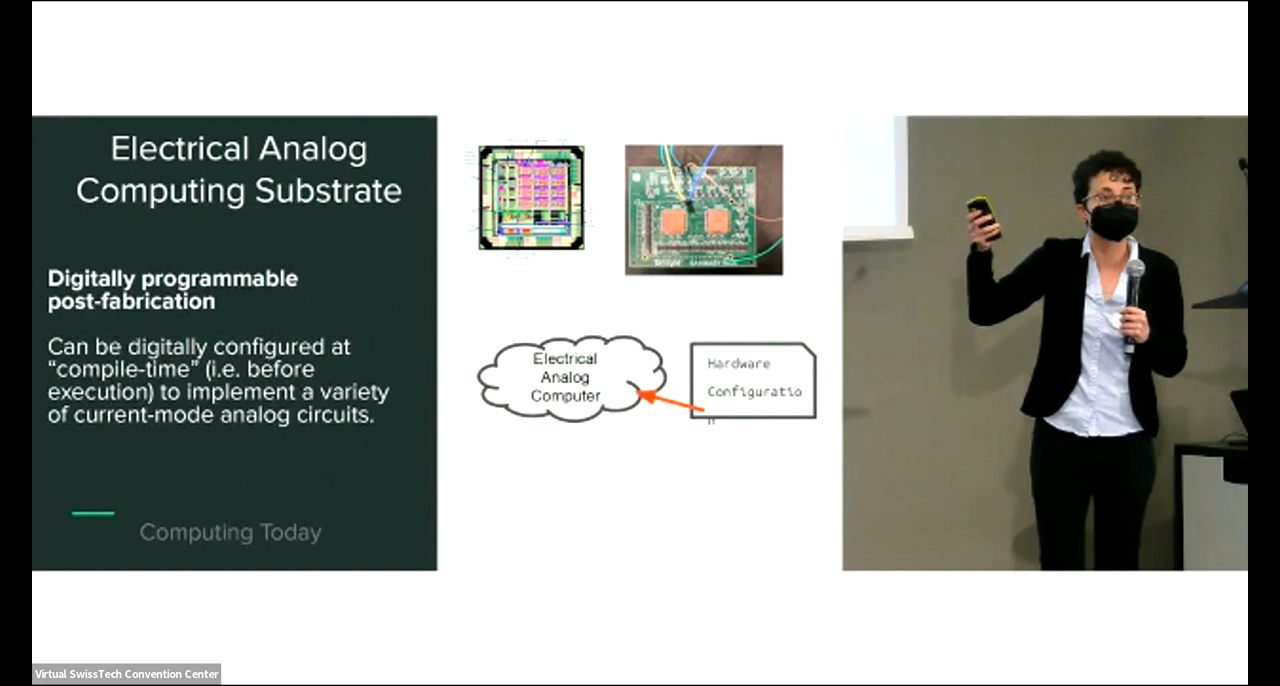 Electrical Analog
Computing Substrate
Digitally programmable
post-fabrication
Can be digitally configured at
“compile-time” (i.e. before
execution) to implement a variety
of current-mode analog circuits.
Computing Today
Electrical
Analog
Computer
Hardware
Configuratio
n
Virtual SwissTech Convention Center